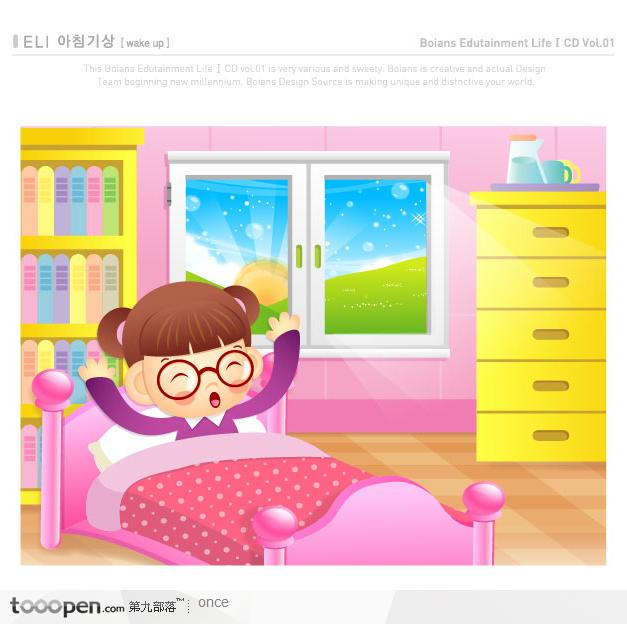 ELI 아침기상 [ wake up ]
Boians Edutainment Life I CD Vol.01
This Boians Edutainment Life I CD vol.01 is very various and sweety. Boians is creative and actual Design
Team beginning new millennium. Boians Design Source is making unique and distinctive your world.
tooopen.com 第九部落™ once